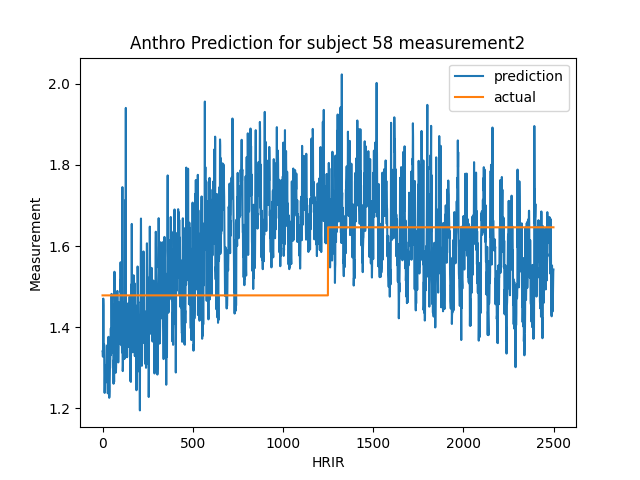 Anthro Prediction for subject 58 measurement2
prediction
actual
Measurement
2.0
1.8
1.6
1.4
1.2
0 500 1000 1500 2000 2500
HRIR